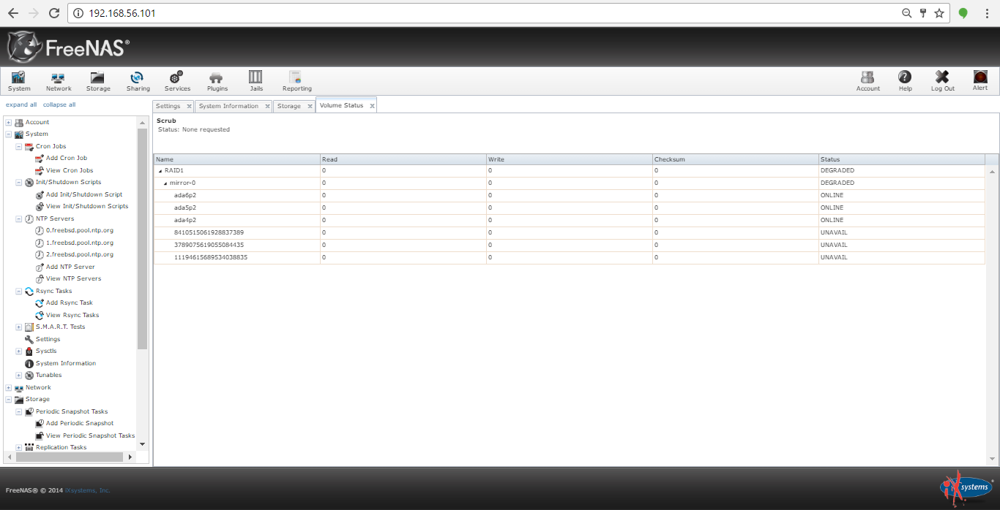 192.168.56.101
FreeNAS®
System Network Storage Sharing Services Plugins Jails Reporting Account Help Log Out Alert
expand all collapse all
Settings System Information Storage Volume Status
Account
System
Cron Jobs
Add Cron Job
View Cron Jobs
Init/Shutdown Scripts
Add Init/Shutdown Script
View Init/Shutdown Scripts
NTP Servers
0.freebsd.pool.ntp.org
1.freebsd.pool.ntp.org
2.freebsd.pool.ntp.org
Add NTP Server
View NTP Servers
Rsync Tasks
Add Rsync Task
View Rsync Tasks
S.M.A.R.T. Tests
Settings
Sysctls
System Information
Tunables
Network
Storage
Periodic Snapshot Tasks
Add Periodic Snapshot
View Periodic Snapshot Tasks
Replication Tasks
Scrub
Status: None requested
Name Read Write Checksum Status
RAID1 0 0 0 DEGRADED
mirror-0 0 0 0 DEGRADED
ada6p2 0 0 0 ONLINE
ada5p2 0 0 0 ONLINE
ada4p2 0 0 0 ONLINE
8410515061928837389 0 0 0 UNAVAIL
3789075619055084435 0 0 0 UNAVAIL
11194615689534038835 0 0 0 UNAVAIL
FreeNAS® © 2014 iXsystems, Inc.
iXsystems